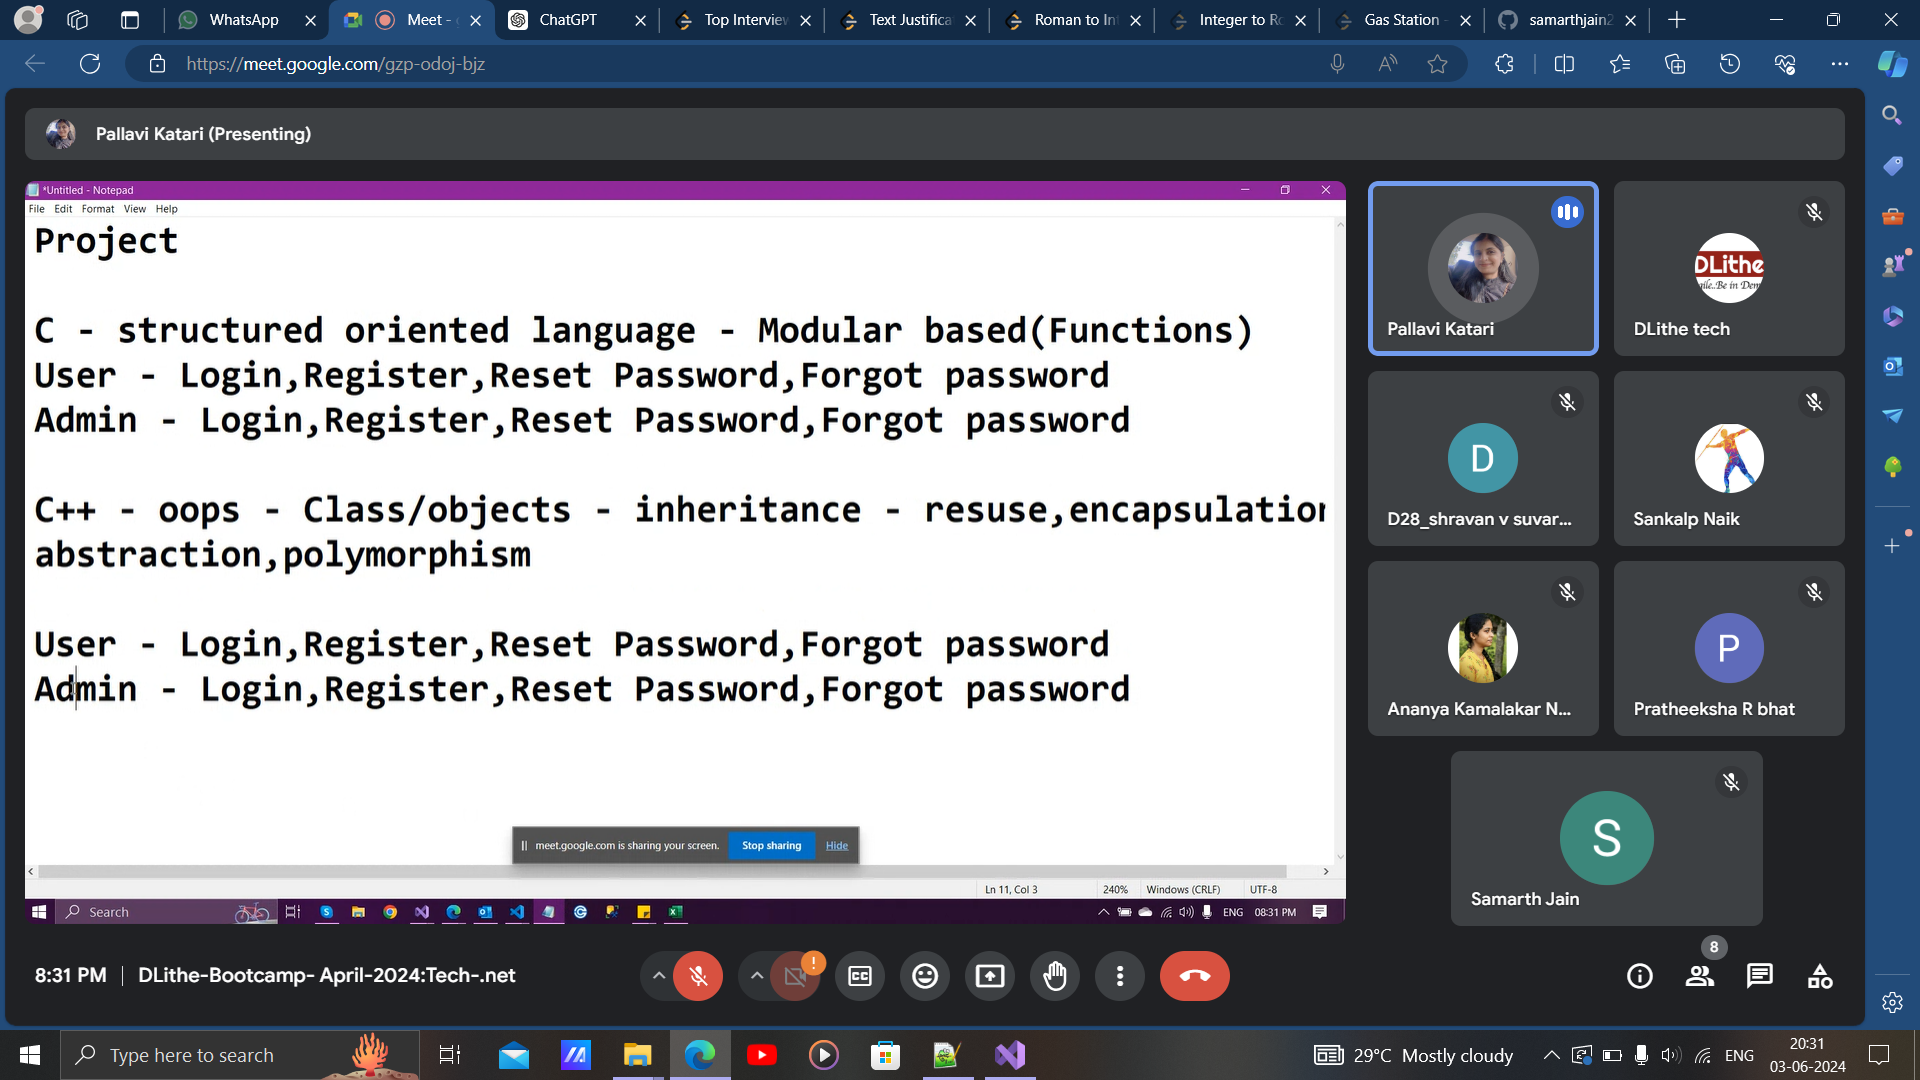 WhatsApp
Meet -
ChatGPT
Top Interview
Text Justifica
Roman to Int
Integer to Ro
Gas Station -
samarthjain2
https://meet.google.com/gzp-odoj-bjz
Pallavi Katari (Presenting)
*Untitled - Notepad
File Edit Format View Help
Project
C - structured oriented language - Modular based(Functions)
User - Login,Register,Reset Password,Forgot password
Admin - Login,Register,Reset Password,Forgot password
C++ - oops - Class/objects - inheritance - resuse,encapsulation
abstraction,polymorphism
User - Login,Register,Reset Password,Forgot password
Admin - Login,Register,Reset Password,Forgot password
meet.google.com is sharing your screen. Stop sharing Hide
Ln 11, Col 3 240% Windows (CRLF) UTF-8
Search
ENG 08:31 PM
Pallavi Katari
DLithe
DLithe tech
D
D28_shravan v suvar...
Sankalp Naik
Ananya Kamalakar N...
P
Pratheeksha R bhat
S
Samarth Jain
8:31 PM | DLithe-Bootcamp- April-2024:Tech-.net
!
CC
8
Type here to search
29°C Mostly cloudy
ENG
20:31
03-06-2024